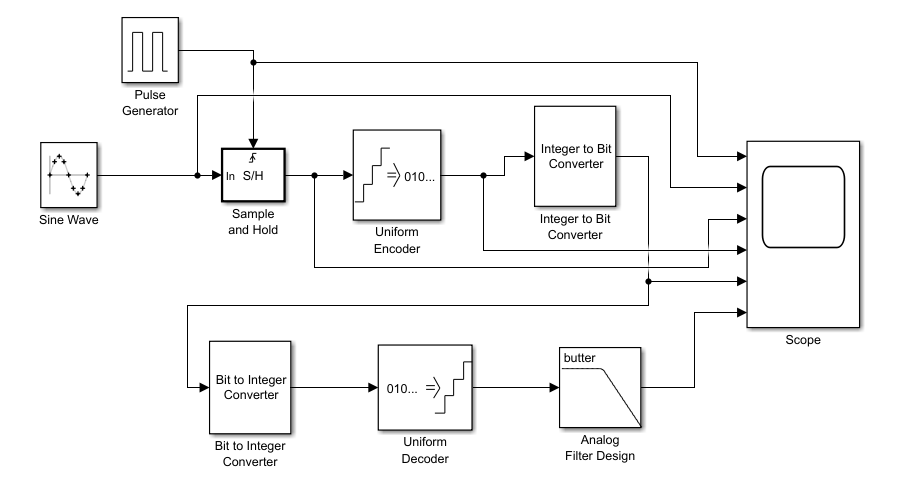 Pulse
Generator
Sine Wave
In
S/H
Sample
and Hold
010...
Uniform
Encoder
Integer to Bit
Converter
Integer to Bit
Converter
Scope
Bit to Integer
Converter
Bit to Integer
Converter
010...
Uniform
Decoder
butter
Analog
Filter Design